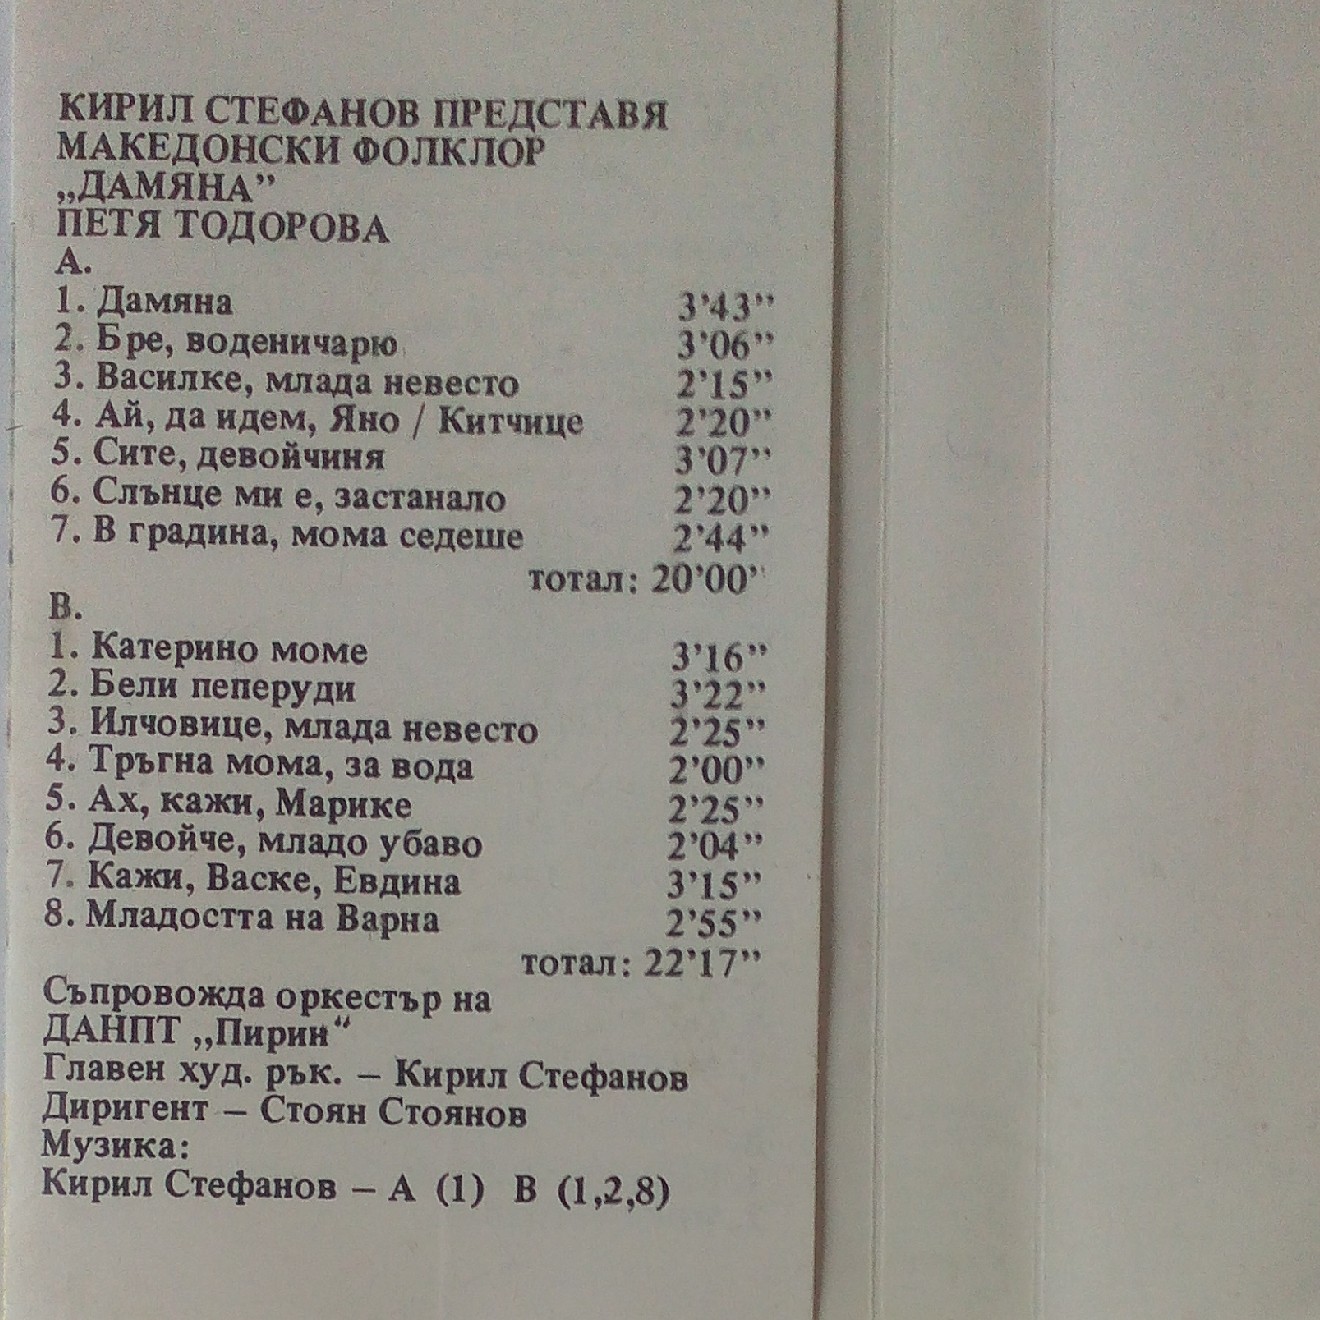 КИРИЛ СТЕФАНОВ ПРЕДСТАВЯ
МАКЕДОНСКИ ФОЛКЛОР
„ДАМЯНА”
ПЕТЯ ТОДОРОВА
А.
1. Дамяна 3'43”
2. Бре, воденичарю 3'06”
3. Василке, млада невесто 2'15”
4. Ай, да идем, Яно / Китчице 2'20”
5. Сите, девойчиня 3'07”
6. Слънце ми е, застанало 2'20”
7. В градина, мома седеше 2'44”
тотал: 20'00”
В.
1. Катерино моме 3'16”
2. Бели пеперуди 3'22”
3. Илчовице, млада невесто 2'25”
4. Тръгна мома, за вода 2'00”
5. Ах, кажи, Марике 2'25”
6. Девойче, младо убаво 2'04”
7. Кажи, Васке, Евдина 3'15”
8. Младостта на Варна 2'55”
тотал: 22'17”
Съпровожда оркестър на
ДАНПТ „Пирин“
Главен худ. рък. – Кирил Стефанов
Диригент – Стоян Стоянов
Музика:
Кирил Стефанов – А (1) В (1,2,8)